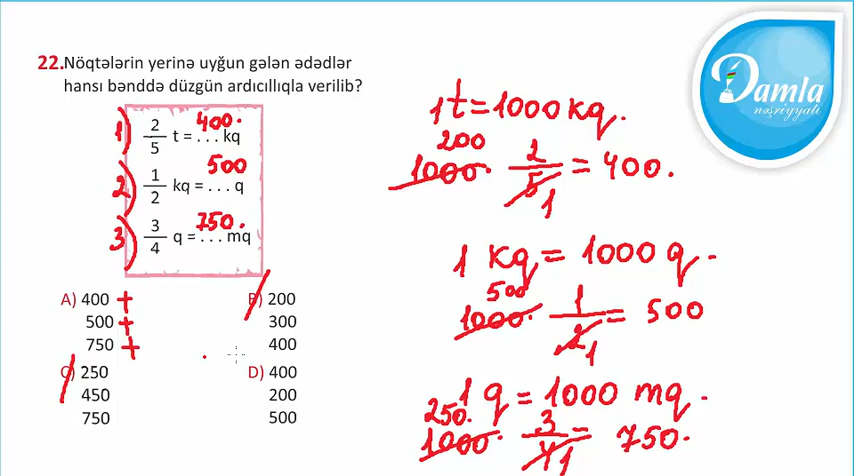 22. Nöqtələrin yerinə uyğun gələn ədədlər
hansı bənddə düzgün ardıcıllıqla verilib?
1) 2/5 t = . . . kq 400.
2) 1/2 kq = . . . q 500
3) 3/4 q = . . . mq 750.
A) 400 +
500 +
750 +
B) 200
300
400
C) 250
450
750
D) 400
200
500
1t = 1000 kq.
200
1000 · 2/5 = 400.
1
1 kq = 1000 q.
500
1000 · 1/2 = 500
1
1 q = 1000 mq.
250.
1000 · 3/4 = 750.
1
Damla
nəşriyyatı